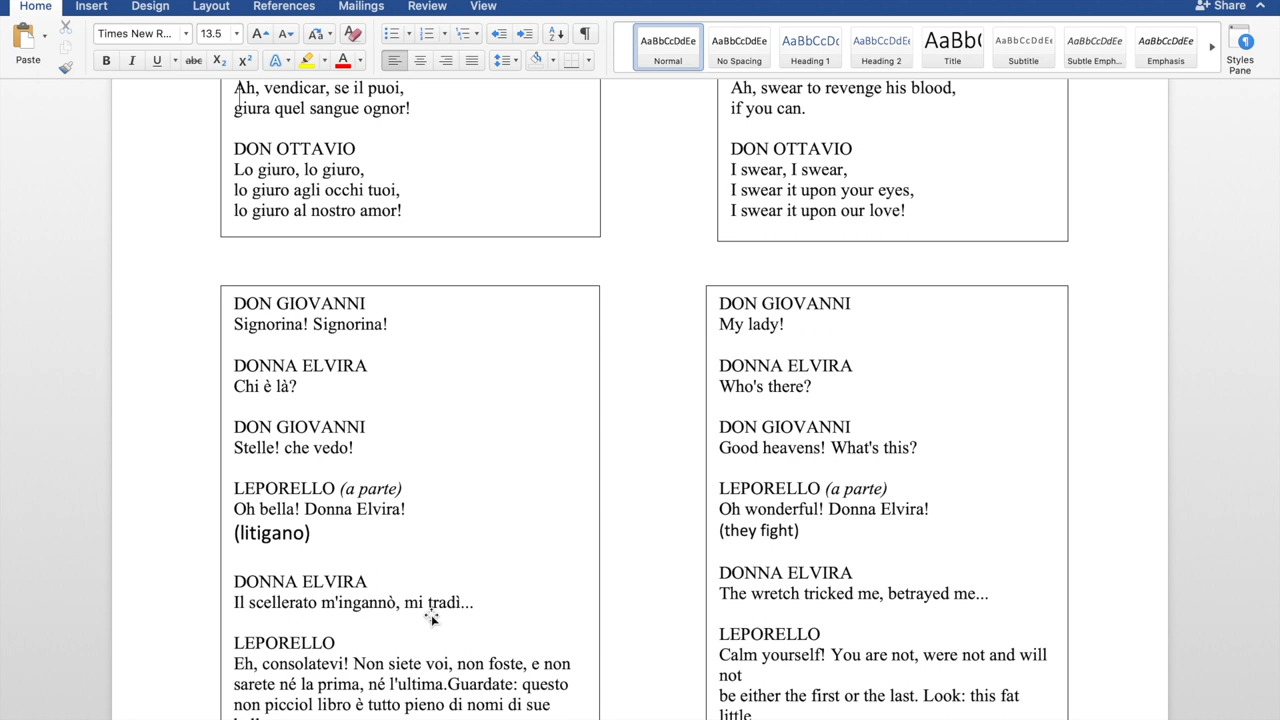 Home Insert Design Layout References Mailings Review View Share
Paste
Times New R... 13.5
AaBbCcDdEe AaBbCcDdEe AaBbCcDc AaBbCcDdEe AaBb( AaBbCcDdEe AaBbCcDdEe AaBbCcDdEe
Normal No Spacing Heading 1 Heading 2 Title Subtitle Subtle Emph... Emphasis
Styles
Pane
Ah, vendicar, se il puoi,
giura quel sangue ognor!
DON OTTAVIO
Lo giuro, lo giuro,
lo giuro agli occhi tuoi,
lo giuro al nostro amor!
Ah, swear to revenge his blood,
if you can.
DON OTTAVIO
I swear, I swear,
I swear it upon your eyes,
I swear it upon our love!
DON GIOVANNI
Signorina! Signorina!
DONNA ELVIRA
Chi è là?
DON GIOVANNI
Stelle! che vedo!
LEPORELLO (a parte)
Oh bella! Donna Elvira!
(litigano)
DONNA ELVIRA
Il scellerato m'ingannò, mi tradì...
LEPORELLO
Eh, consolatevi! Non siete voi, non foste, e non
sarete né la prima, né l'ultima.Guardate: questo
non picciol libro è tutto pieno di nomi di sue
DON GIOVANNI
My lady!
DONNA ELVIRA
Who's there?
DON GIOVANNI
Good heavens! What's this?
LEPORELLO (a parte)
Oh wonderful! Donna Elvira!
(they fight)
DONNA ELVIRA
The wretch tricked me, betrayed me...
LEPORELLO
Calm yourself! You are not, were not and will
not
be either the first or the last. Look: this fat
little